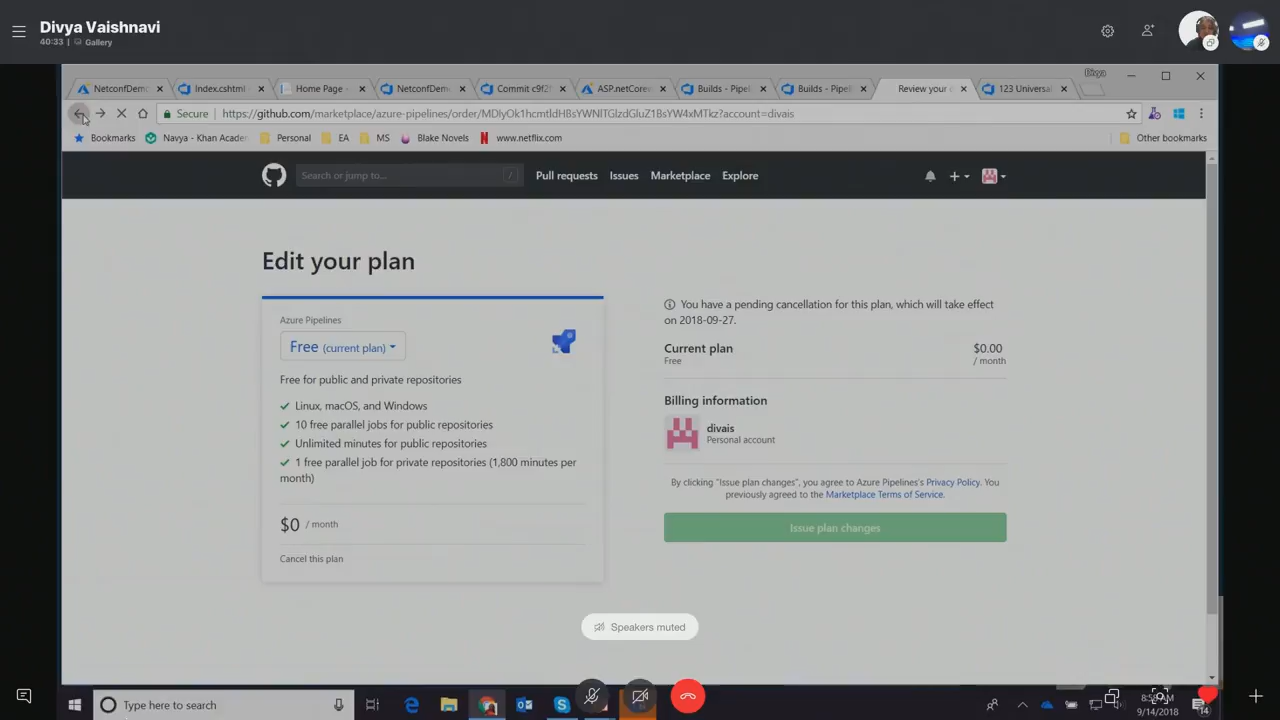 Divya Vaishnavi
40:33 | Gallery
Divya
NetconfDemo
Index.cshtml
Home Page -
NetconfDem
Commit c9f2f
ASP.netCore
Builds - Pipeli
Builds - Pipeli
Review your o
123 Universal
Secure
https://github.com/marketplace/azure-pipelines/order/MDIyOk1hcmtldHBsYWNlTGlzdGluZ1BsYW4xMTkz?account=divais
Bookmarks
Navya - Khan Academ
Personal
EA
MS
Blake Novels
www.netflix.com
Other bookmarks
Search or jump to...
/
Pull requests
Issues
Marketplace
Explore
Edit your plan
Azure Pipelines
Free (current plan)
Free for public and private repositories
Linux, macOS, and Windows
10 free parallel jobs for public repositories
Unlimited minutes for public repositories
1 free parallel job for private repositories (1,800 minutes per
month)
$0 / month
Cancel this plan
You have a pending cancellation for this plan, which will take effect
on 2018-09-27.
Current plan
Free
$0.00
/ month
Billing information
divais
Personal account
By clicking "Issue plan changes", you agree to Azure Pipelines's Privacy Policy. You
previously agreed to the Marketplace Terms of Service.
Issue plan changes
Speakers muted
Type here to search
9/14/2018
14